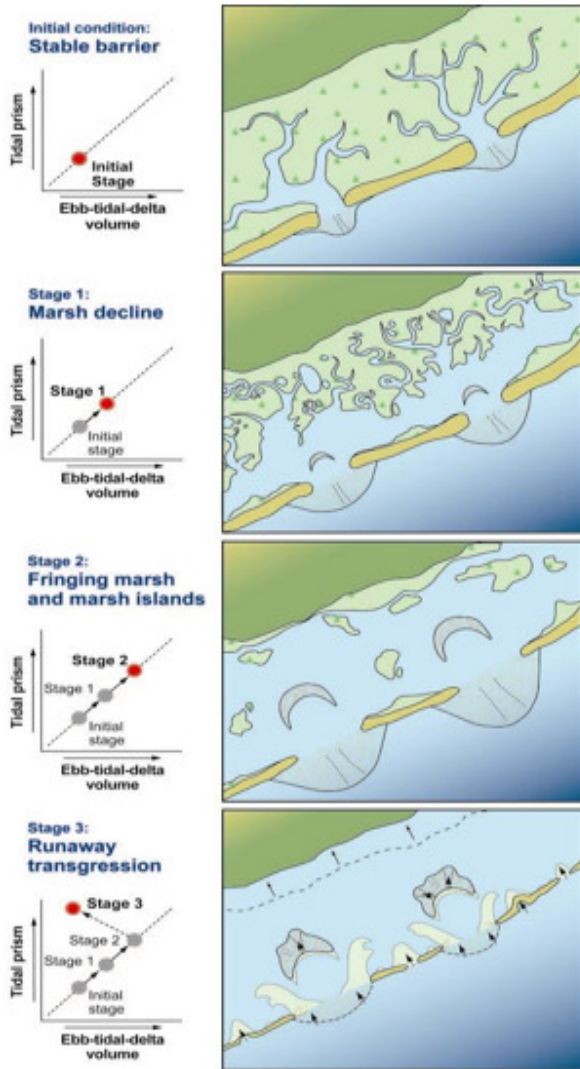 Initial condition:
Stable barrier
Tidal prism
Initial
Stage
Ebb-tidal-delta
volume
Stage 1:
Marsh decline
Tidal prism
Stage 1
Initial
stage
Ebb-tidal-delta
volume
Stage 2:
Fringing marsh
and marsh islands
Tidal prism
Stage 2
Stage 1
Initial
stage
Ebb-tidal-delta
volume
Stage 3:
Runaway
transgression
Tidal prism
Stage 3
Stage 2
Stage 1
Initial
stage
Ebb-tidal-delta
volume